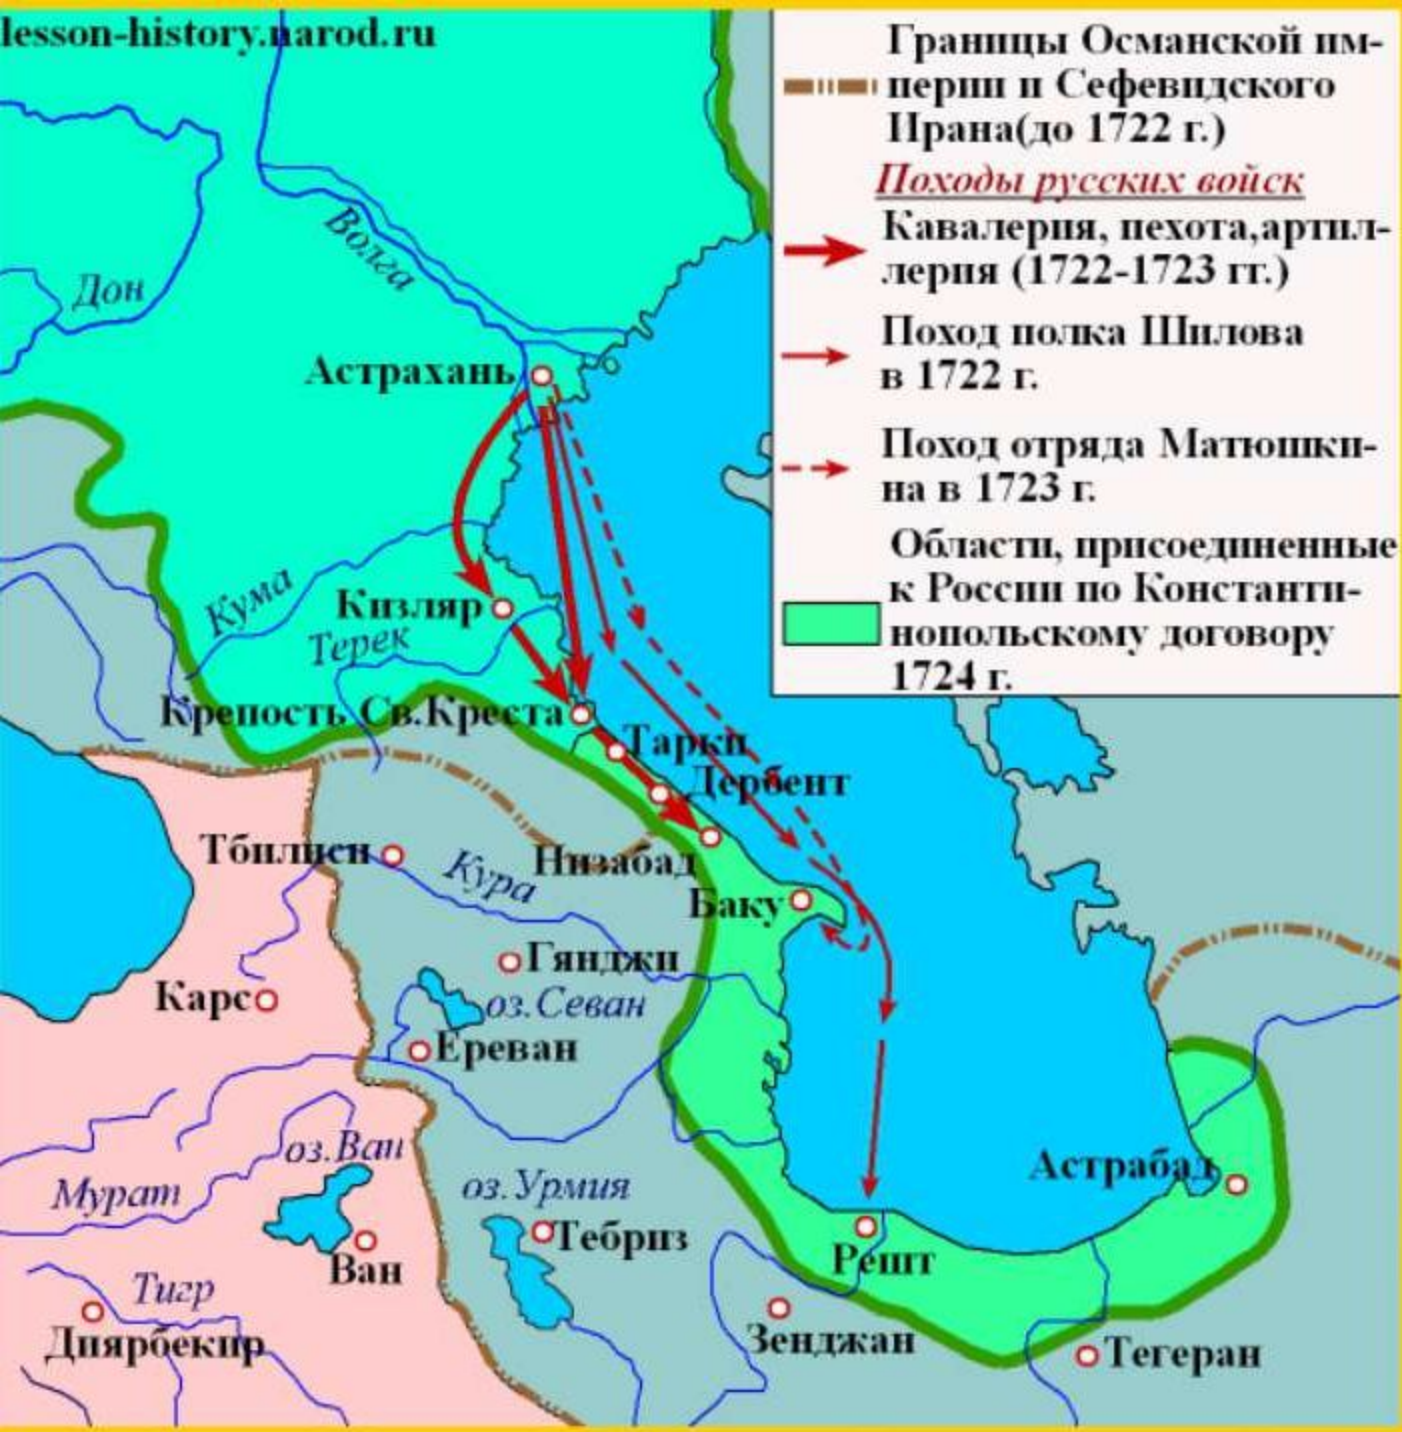 lesson-history.narod.ru
Границы Османской им-
перии и Сефевидского
Ирана(до 1722 г.)
Походы русских войск
Кавалерия, пехота,артил-
лерия (1722-1723 гг.)
Поход полка Шилова
в 1722 г.
Поход отряда Матюшки-
на в 1723 г.
Области, присоединенные
к России по Константи-
нопольскому договору
1724 г.
Волга
Дон
Астрахань
Кума
Кизляр
Терек
Крепость Св.Креста
Тарки
Дербент
Тбилиси
Низабад
Кура
Баку
Гянджи
Карс
оз.Севан
Ереван
оз.Ван
Астрабад
Мурат
оз.Урмия
Тебриз
Ван
Решт
Тигр
Диярбекир
Зенджан
Тегеран